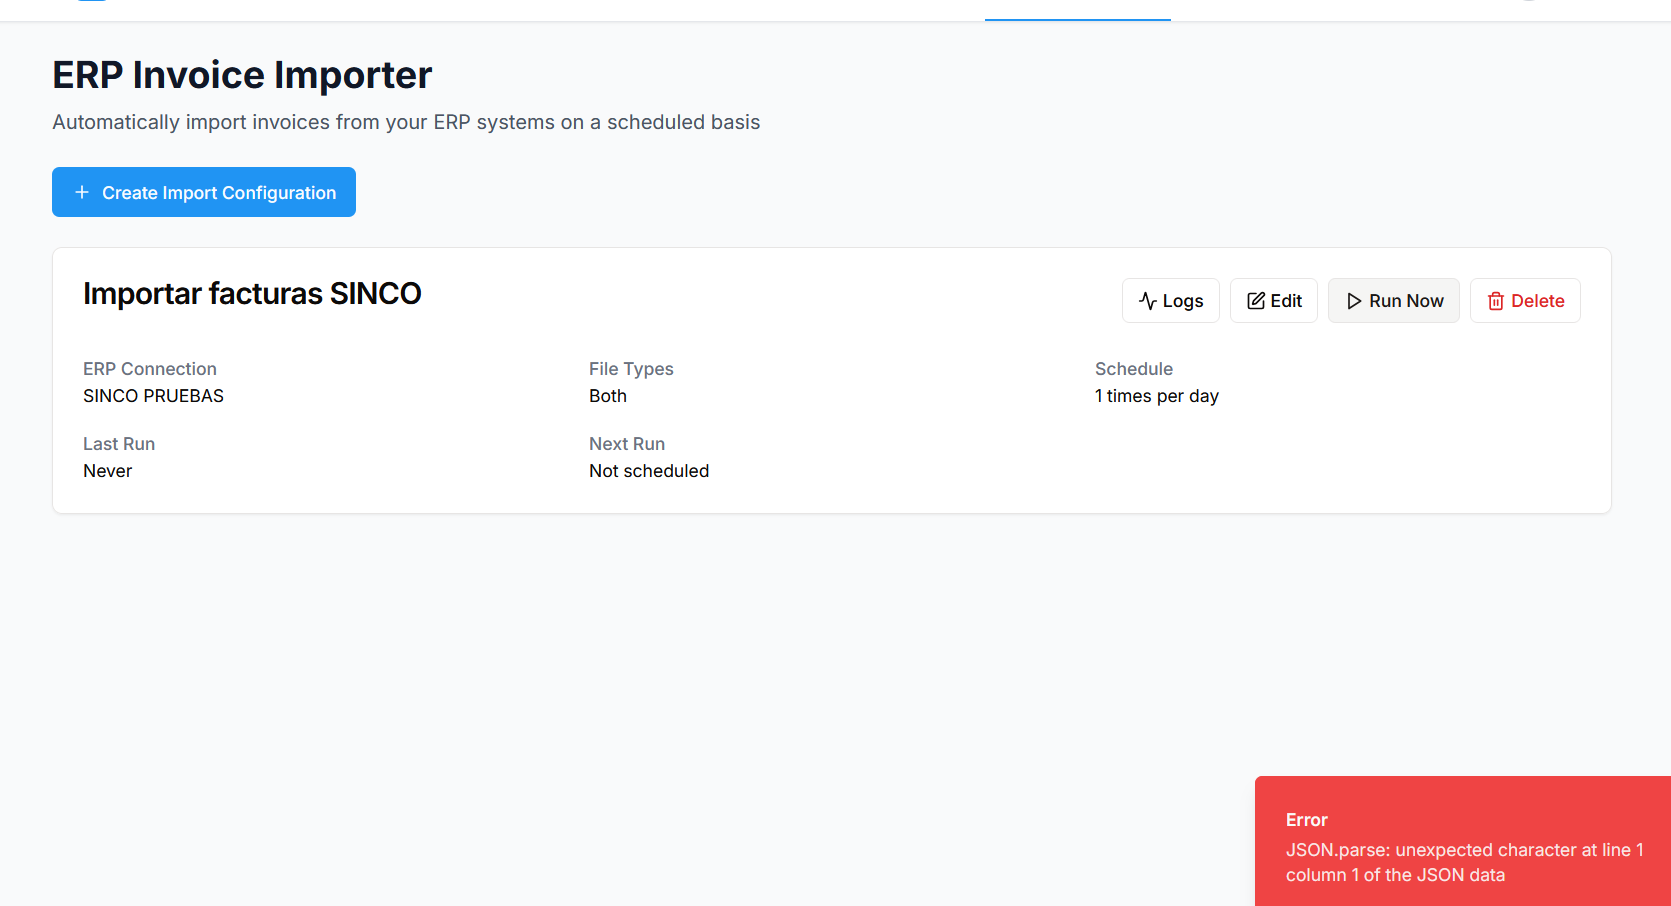 ERP Invoice Importer
Automatically import invoices from your ERP systems on a scheduled basis
Create Import Configuration
Importar facturas SINCO
Logs
Edit
Run Now
Delete
ERP Connection
SINCO PRUEBAS
File Types
Both
Schedule
1 times per day
Last Run
Never
Next Run
Not scheduled
Error
JSON.parse: unexpected character at line 1
column 1 of the JSON data